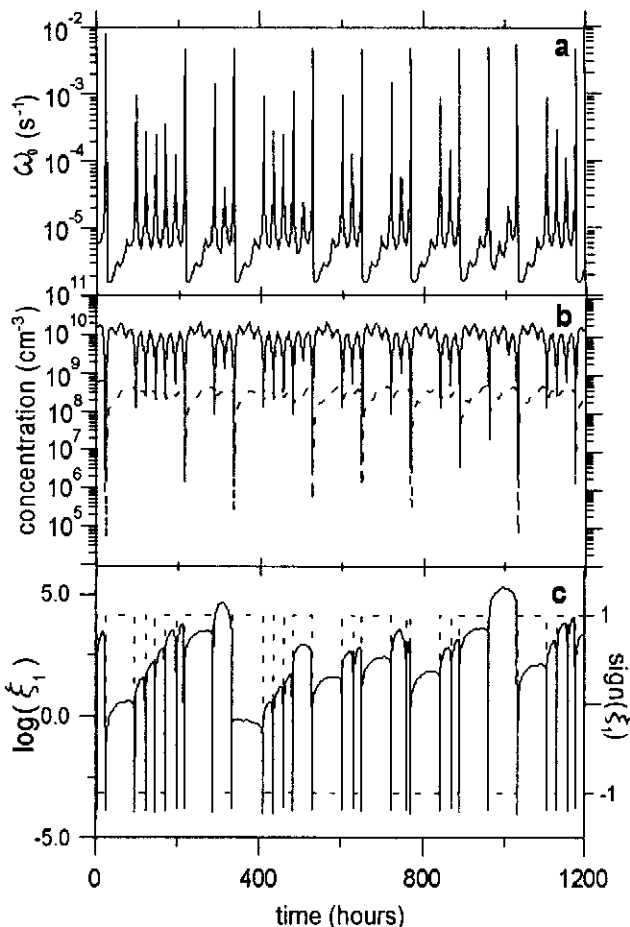 a
10⁻²
10⁻³
10⁻⁴
10⁻⁵
10¹¹
ω₀ (s⁻¹)
b
10¹⁰
10⁹
10⁸
10⁷
10⁶
10⁵
concentration (cm⁻³)
c
5.0
0.0
-5.0
log(ξ₁)
1
-1
sign(ξ₁)
0
400
800
1200
time (hours)